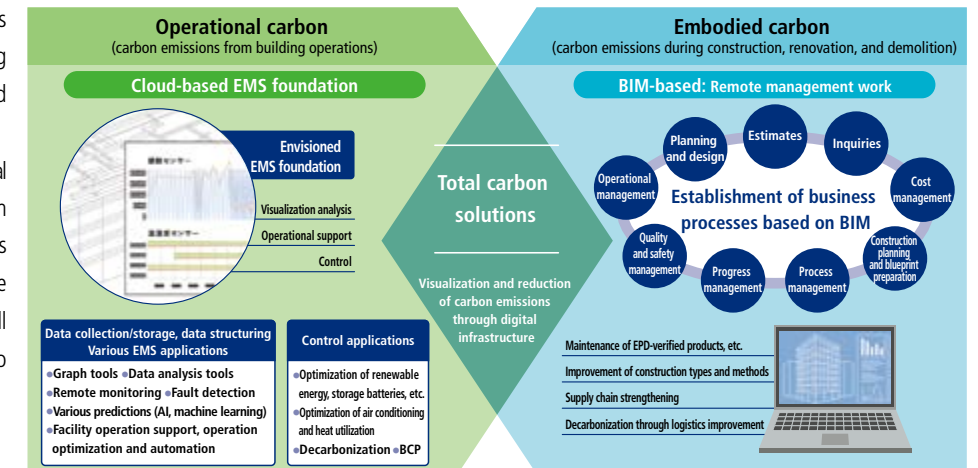 s
g
d
al
n
s
e
ll
o
Operational carbon
(carbon emissions from building operations)
Cloud-based EMS foundation
Envisioned
EMS foundation
Visualization analysis
Operational support
Control
Data collection/storage, data structuring
Various EMS applications
•Graph tools •Data analysis tools
•Remote monitoring •Fault detection
•Various predictions (AI, machine learning)
•Facility operation support, operation
optimization and automation
Control applications
•Optimization of renewable
energy, storage batteries, etc.
•Optimization of air conditioning
and heat utilization
•Decarbonization •BCP
Total carbon
solutions
Visualization and reduction
of carbon emissions
through digital
infrastructure
Embodied carbon
(carbon emissions during construction, renovation, and demolition)
BIM-based: Remote management work
Planning
and design
Estimates
Inquiries
Operational
management
Cost
management
Establishment of business
processes based on BIM
Quality
and safety
management
Progress
management
Process
management
Construction
planning
and blueprint
preparation
Maintenance of EPD-verified products, etc.
Improvement of construction types and methods
Supply chain strengthening
Decarbonization through logistics improvement